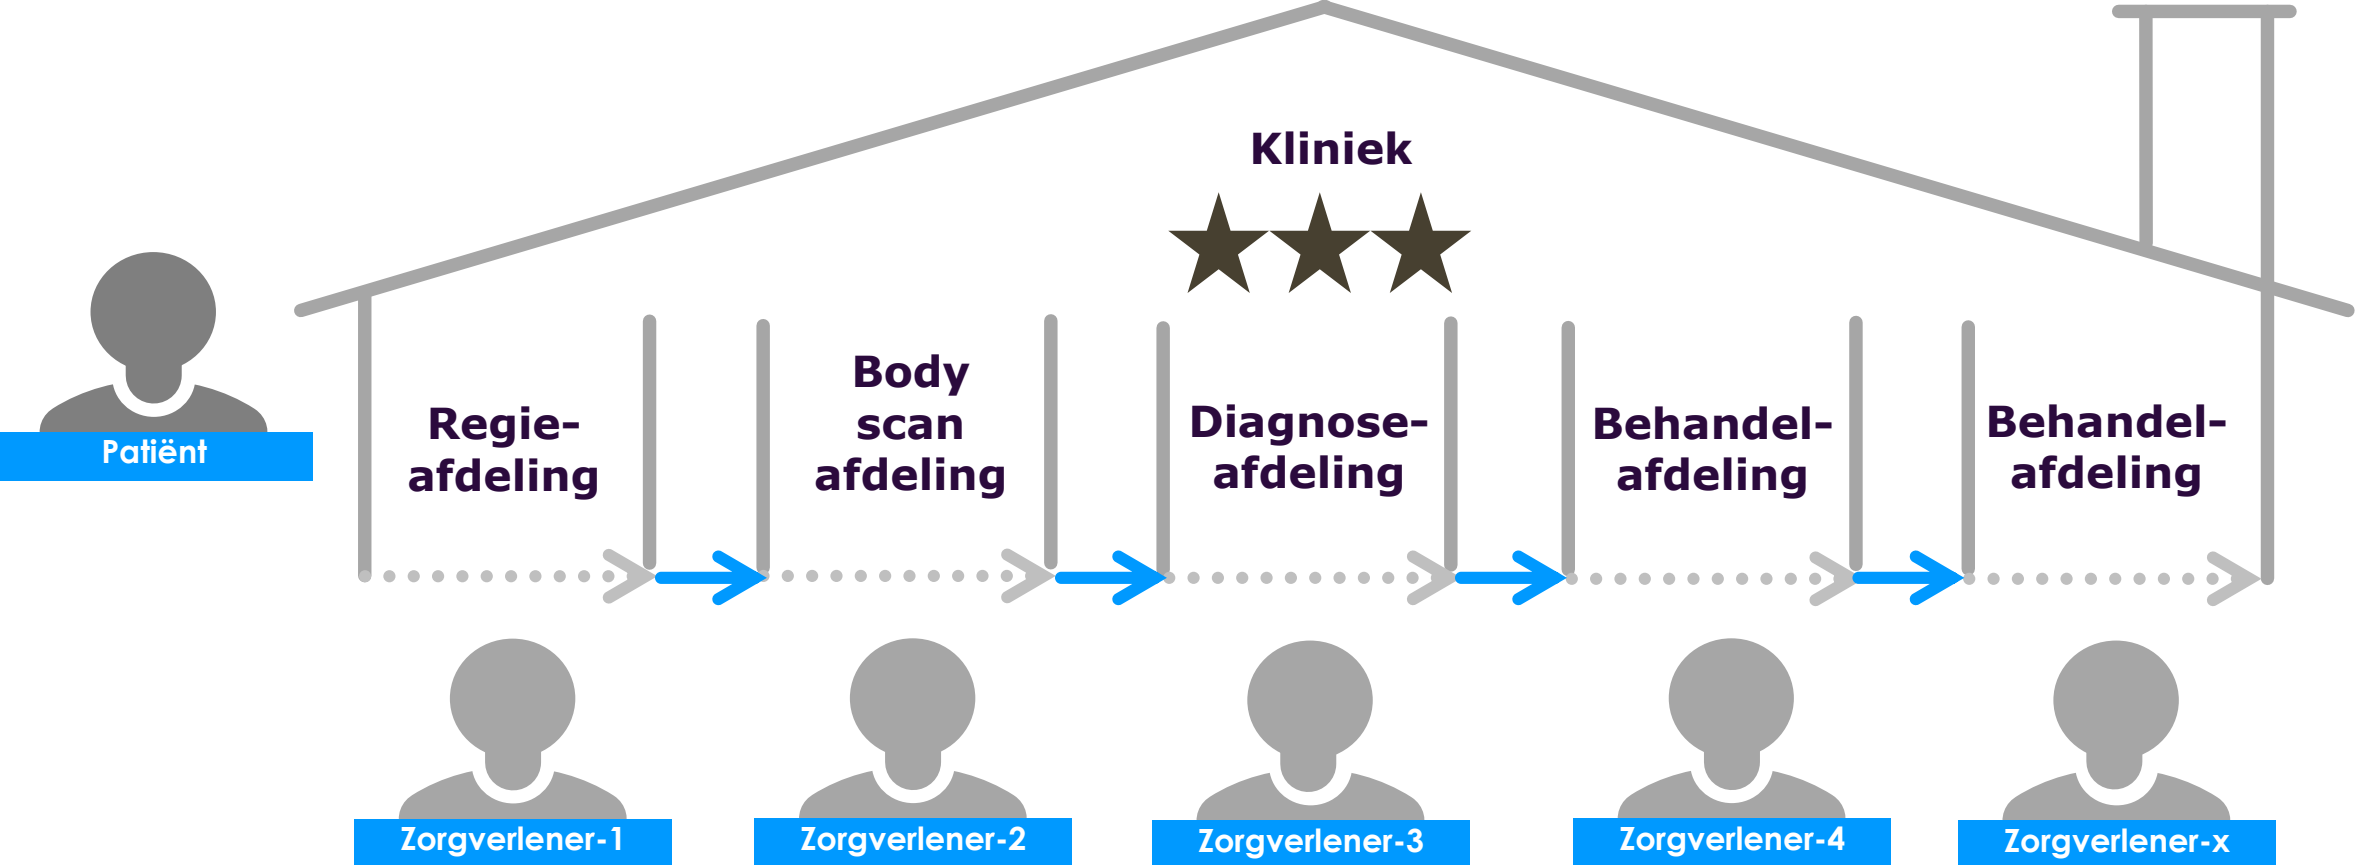 Kliniek
Patiënt
Regie-
afdeling
Body
scan
afdeling
Diagnose-
afdeling
Behandel-
afdeling
Behandel-
afdeling
Zorgverlener-1
Zorgverlener-2
Zorgverlener-3
Zorgverlener-4
Zorgverlener-x